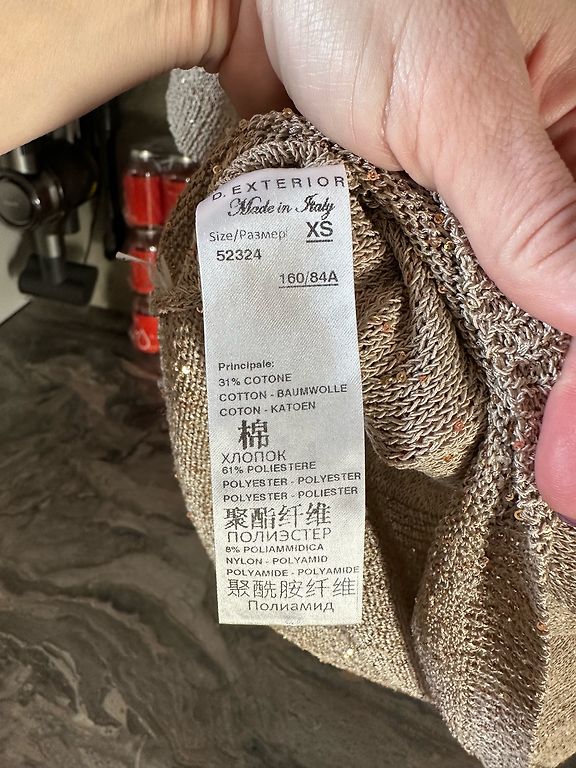 D. EXTERIOR
Made in Italy
Size/Размер XS
52324
160/84A
Principale:
31% COTONE
COTTON - BAUMWOLLE
COTON - KATOEN
棉
ХЛОПОК
61% POLIESTERE
POLYESTER - POLYESTER
POLYESTER - POLIESTER
聚酯纤维
ПОЛИЭСТЕР
8% POLIAMMIDICA
NYLON - POLYAMID
POLYAMIDE - POLYAMIDE
聚酰胺纤维
Полиамид